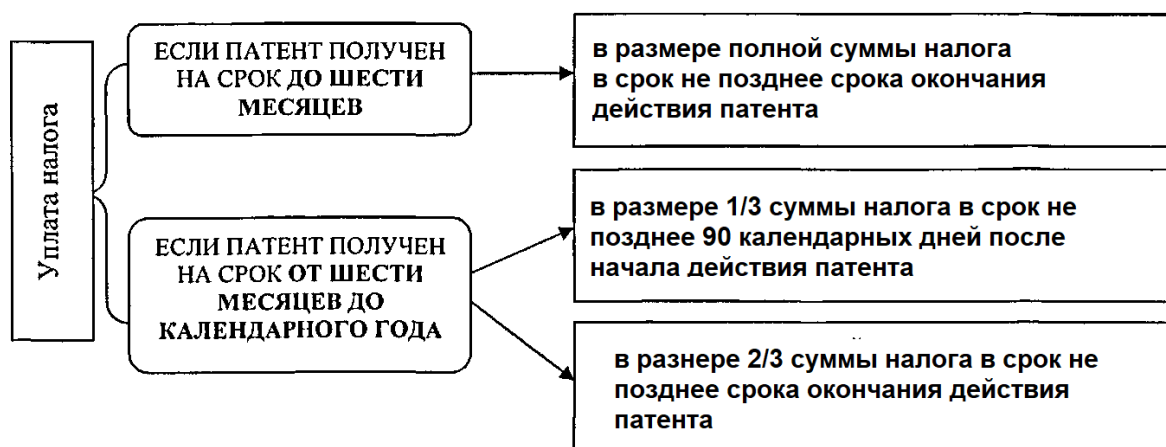 Уплата налога
ЕСЛИ ПАТЕНТ ПОЛУЧЕН
НА СРОК ДО ШЕСТИ
МЕСЯЦЕВ
в размере полной суммы налога
в срок не позднее срока окончания
действия патента
ЕСЛИ ПАТЕНТ ПОЛУЧЕН
НА СРОК ОТ ШЕСТИ
МЕСЯЦЕВ ДО
КАЛЕНДАРНОГО ГОДА
в размере 1/3 суммы налога в срок не
позднее 90 календарных дней после
начала действия патента
в разнере 2/3 суммы налога в срок не
позднее срока окончания действия
патента